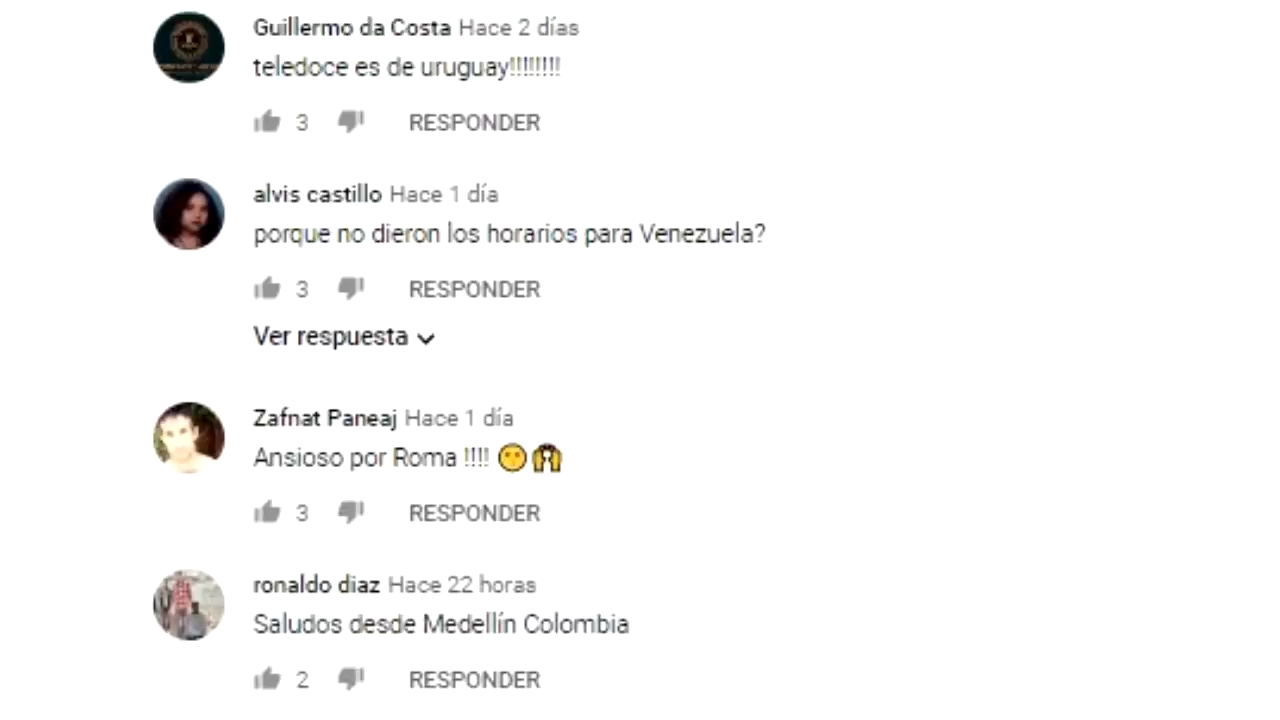 Guillermo da Costa Hace 2 días
teledoce es de uruguay!!!!!!!!
3 RESPONDER
alvis castillo Hace 1 día
porque no dieron los horarios para Venezuela?
3 RESPONDER
Ver respuesta
Zafnat Paneaj Hace 1 día
Ansioso por Roma !!!! 😶🙌
3 RESPONDER
ronaldo diaz Hace 22 horas
Saludos desde Medellín Colombia
2 RESPONDER